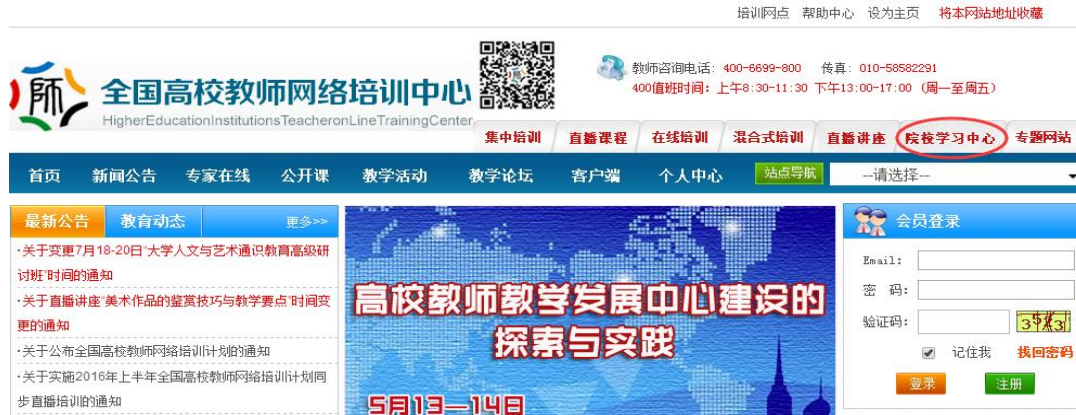 培训网点 帮助中心 设为主页 将本网站地址收藏
師
全国高校教师网络培训中心
HigherEducationInstitutionsTeacheronLineTrainingCenter
教师咨询电话: 400-6699-800 传真: 010-58582291
400值班时间: 上午8:30-11:30 下午13:00-17:00 (周一至周五)
集中培训 直播课程 在线培训 混合式培训 直播讲座 院校学习中心 专题网站
首页 新闻公告 专家在线 公开课 教学活动 教学论坛 客户端 个人中心 站点导航 --请选择--
最新公告 教育动态 更多>>
·关于变更7月18-20日“大学人文与艺术通识教育高级研
讨班”时间的通知
·关于直播讲座“美术作品的鉴赏技巧与教学要点”时间变
更的通知
·关于公布全国高校教师网络培训计划的通知
·关于实施2016年上半年全国高校教师网络培训计划同
步直播培训的通知
高校教师教学发展中心建设的
探索与实践
5月13—14日
会员登录
Email:
密 码:
验证码:
记住我 找回密码
登录 注册